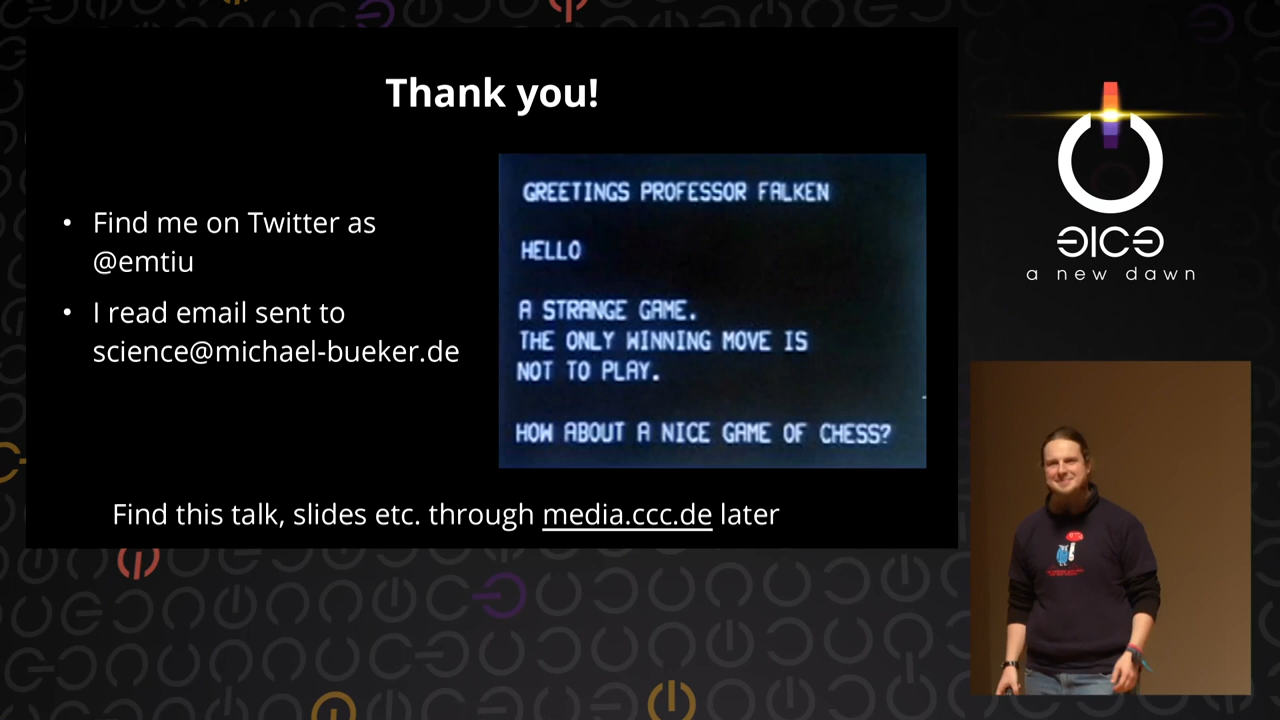 Thank you!
• Find me on Twitter as
@emtiu
• I read email sent to
science@michael-bueker.de
GREETINGS PROFESSOR FALKEN
HELLO
A STRANGE GAME.
THE ONLY WINNING MOVE IS
NOT TO PLAY.
HOW ABOUT A NICE GAME OF CHESS?
Find this talk, slides etc. through media.ccc.de later
a new dawn